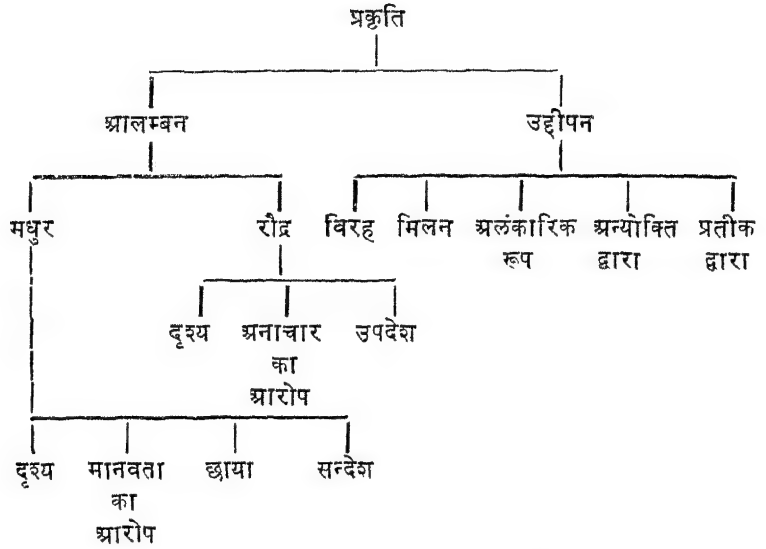 प्रकृति
आलम्बन उद्दीपन
मधुर रौद्र विरह मिलन अलंकारिक अन्योक्ति प्रतीक
रूप द्वारा द्वारा
दृश्य अनाचार उपदेश
का
आरोप
दृश्य मानवता छाया सन्देश
का
आरोप